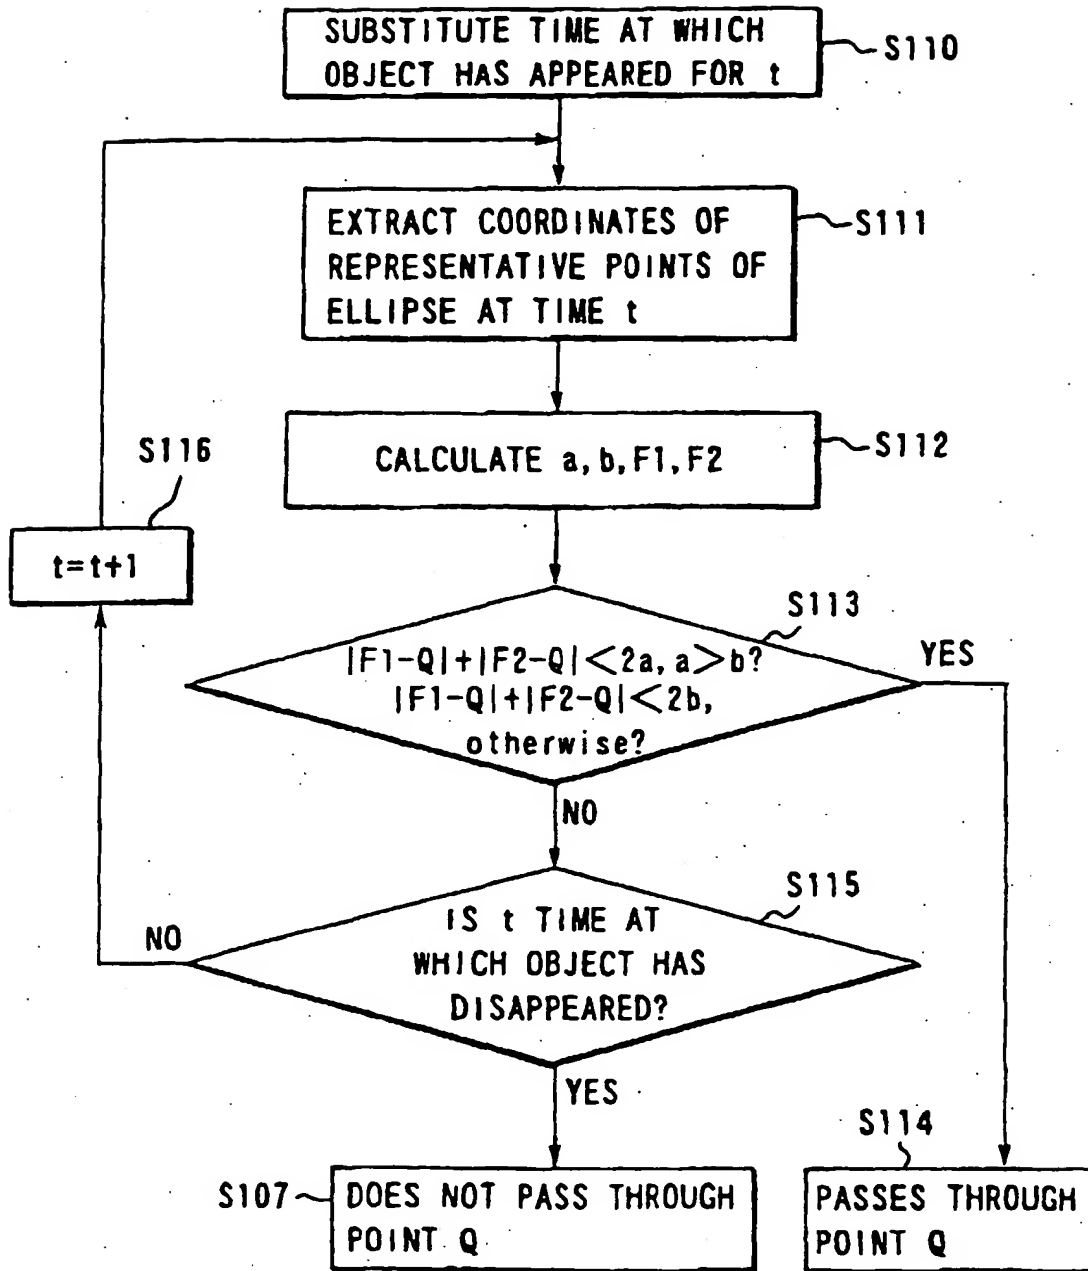 SUBSTITUTE TIME AT WHICH
OBJECT HAS APPEARED FOR t
S110
EXTRACT COORDINATES OF
REPRESENTATIVE POINTS OF
ELLIPSE AT TIME t
S111
CALCULATE a, b, F1, F2
S112
S116
t=t+1
S113
|F1-Q|+|F2-Q|<2a, a>b?
|F1-Q|+|F2-Q|<2b,
otherwise?
YES
NO
S115
IS t TIME AT
WHICH OBJECT HAS
DISAPPEARED?
NO
YES
S114
S107
DOES NOT PASS THROUGH
POINT Q
PASSES THROUGH
POINT Q